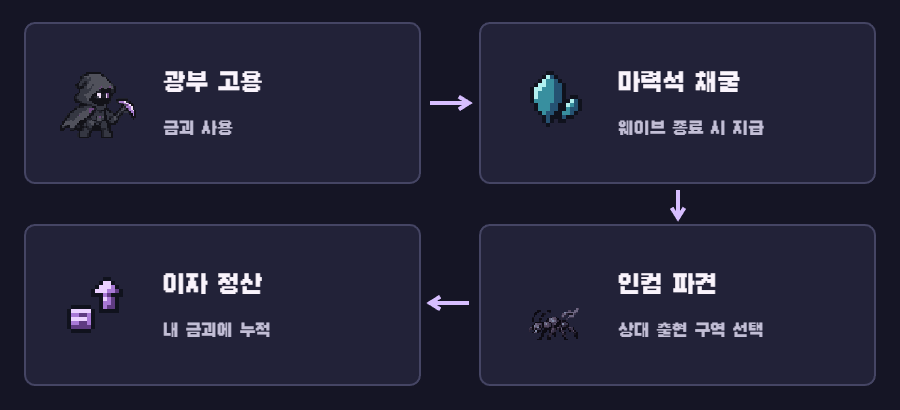 광부 고용
금괴 사용
마력석 채굴
웨이브 종료 시 지급
인컴 파견
상대 출현 구역 선택
이자 정산
내 금괴에 누적